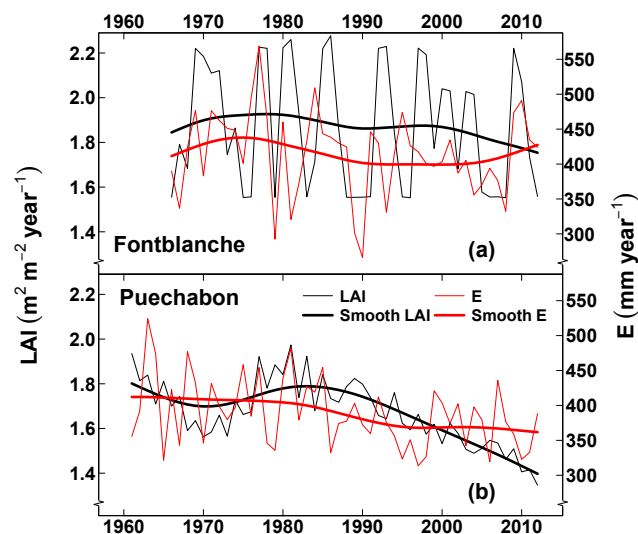 1960 1970 1980 1990 2000 2010
2.2
2.0
1.8
1.6
1.4
550
500
450
400
350
300
Fontblanche
(a)
LAI (m² m⁻² year⁻¹)
E (mm year⁻¹)
Puechabon
LAI E
Smooth LAI Smooth E
2.2
2.0
1.8
1.6
1.4
550
500
450
400
350
300
(b)
1960 1970 1980 1990 2000 2010